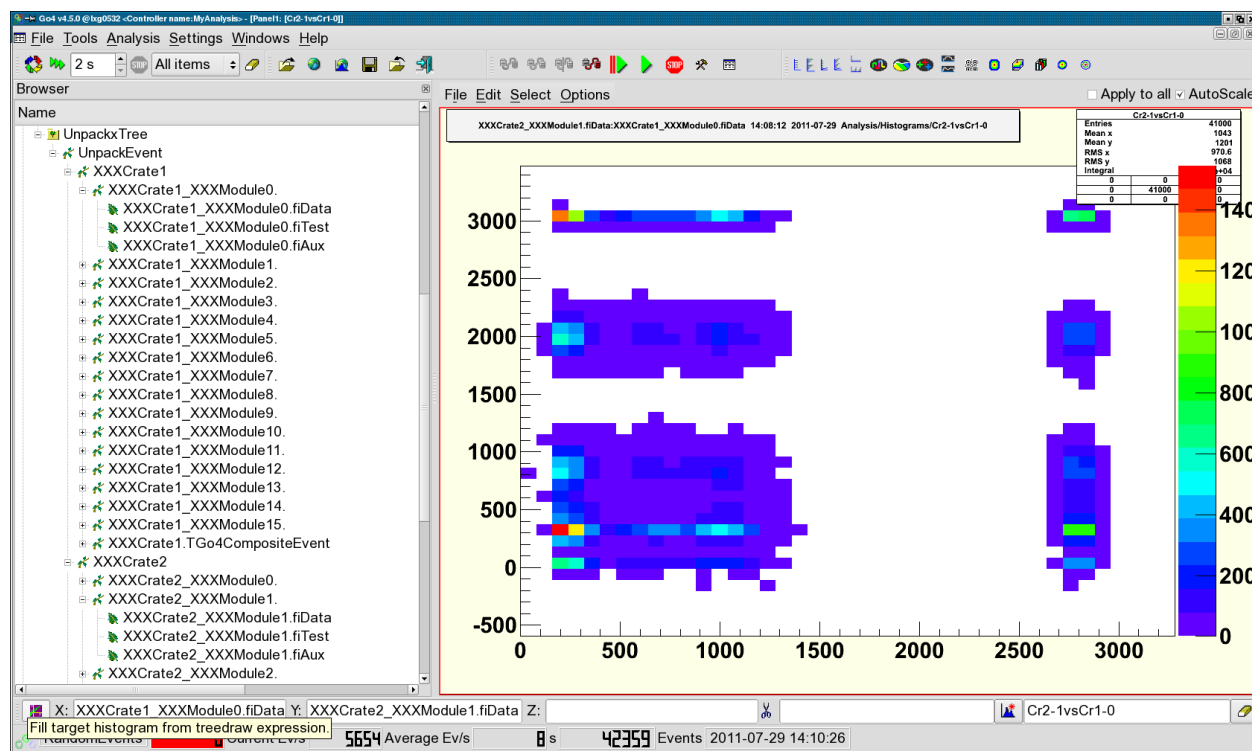 Go4 v4.5.0 @lxg0532 <Controller name:MyAnalysis> - [Panel1: [Cr2-1vsCr1-0]]
File Tools Analysis Settings Windows Help
2 s All items
Browser
File Edit Select Options Apply to all AutoScale
Name
UnpackxTree
UnpackEvent
XXXCrate1
XXXCrate1_XXXModule0.
XXXCrate1_XXXModule0.fiData
XXXCrate1_XXXModule0.fiTest
XXXCrate1_XXXModule0.fiAux
XXXCrate1_XXXModule1.
XXXCrate1_XXXModule2.
XXXCrate1_XXXModule3.
XXXCrate1_XXXModule4.
XXXCrate1_XXXModule5.
XXXCrate1_XXXModule6.
XXXCrate1_XXXModule7.
XXXCrate1_XXXModule8.
XXXCrate1_XXXModule9.
XXXCrate1_XXXModule10.
XXXCrate1_XXXModule11.
XXXCrate1_XXXModule12.
XXXCrate1_XXXModule13.
XXXCrate1_XXXModule14.
XXXCrate1_XXXModule15.
XXXCrate1.TGo4CompositeEvent
XXXCrate2
XXXCrate2_XXXModule0.
XXXCrate2_XXXModule1.
XXXCrate2_XXXModule1.fiData
XXXCrate2_XXXModule1.fiTest
XXXCrate2_XXXModule1.fiAux
XXXCrate2_XXXModule2.
XXXCrate2_XXXModule1.fiData:XXXCrate1_XXXModule0.fiData 14:08:12 2011-07-29 Analysis/Histograms/Cr2-1vsCr1-0
Cr2-1vsCr1-0
Entries 41000
Mean x 1043
Mean y 1201
RMS x 970.6
RMS y 1068
Integral e+04
0 0 0
0 41000 0
0 0 0
3000
2500
2000
1500
1000
500
0
-500
0 500 1000 1500 2000 2500 3000
140
120
100
800
600
400
200
0
X: XXXCrate1_XXXModule0.fiData Y: XXXCrate2_XXXModule1.fiData Z: Cr2-1vsCr1-0
Fill target histogram from treedraw expression.
RandomEvents Current Ev/s 5654 Average Ev/s 8 s 42359 Events 2011-07-29 14:10:26